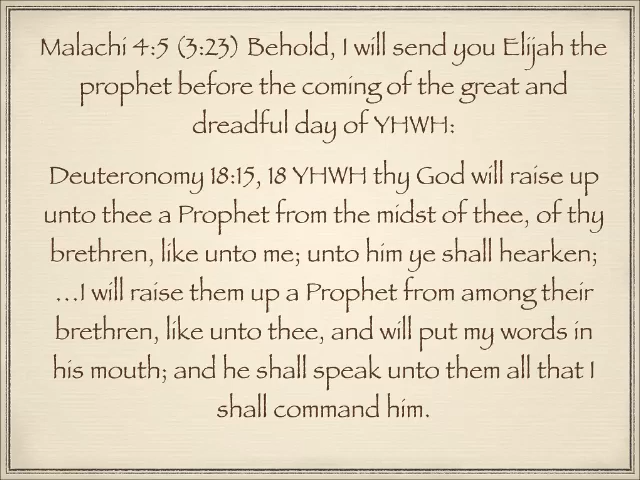 Malachi 4:5 (3:23) Behold, I will send you Elijah the
prophet before the coming of the great and
dreadful day of YHWH:
Deuteronomy 18:15, 18 YHWH thy God will raise up
unto thee a Prophet from the midst of thee, of thy
brethren, like unto me; unto him ye shall hearken;
...I will raise them up a Prophet from among their
brethren, like unto thee, and will put my words in
his mouth; and he shall speak unto them all that I
shall command him.